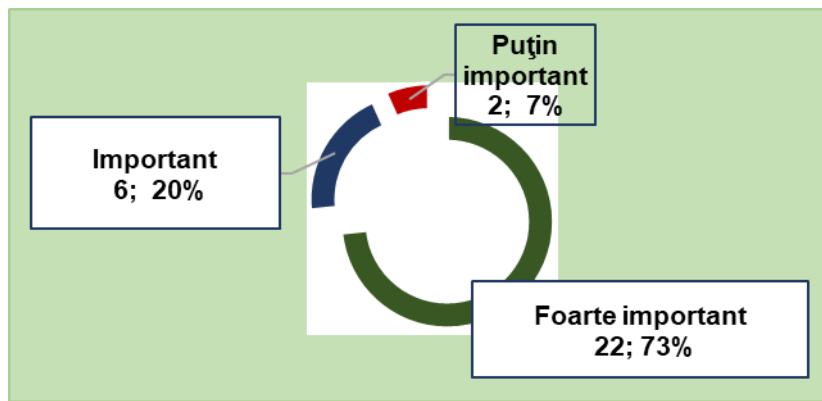 Puţin
important
2; 7%
Important
6; 20%
Foarte important
22; 73%